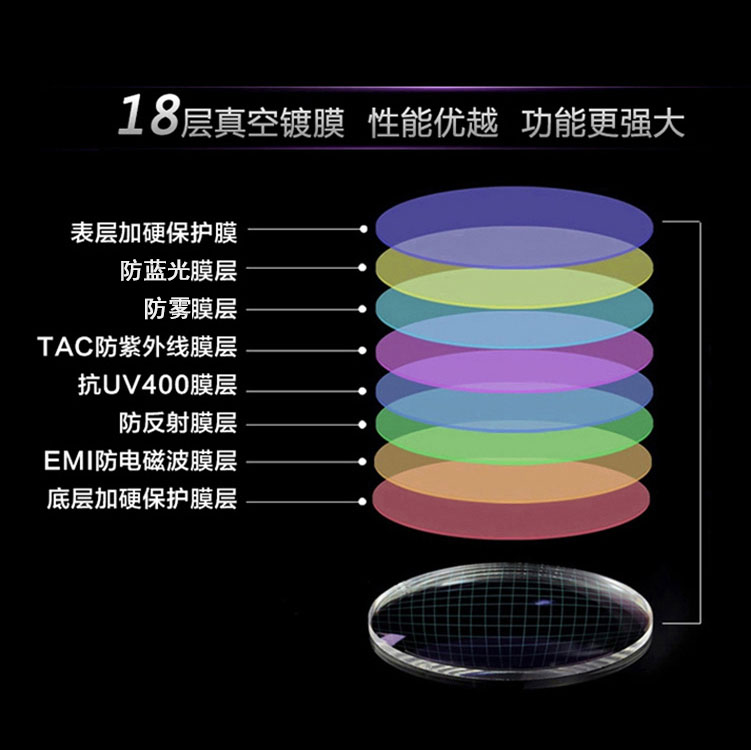 18层真空镀膜 性能优越 功能更强大
表层加硬保护膜
防蓝光膜层
防雾膜层
TAC防紫外线膜层
抗UV400膜层
防反射膜层
EMI防电磁波膜层
底层加硬保护膜层